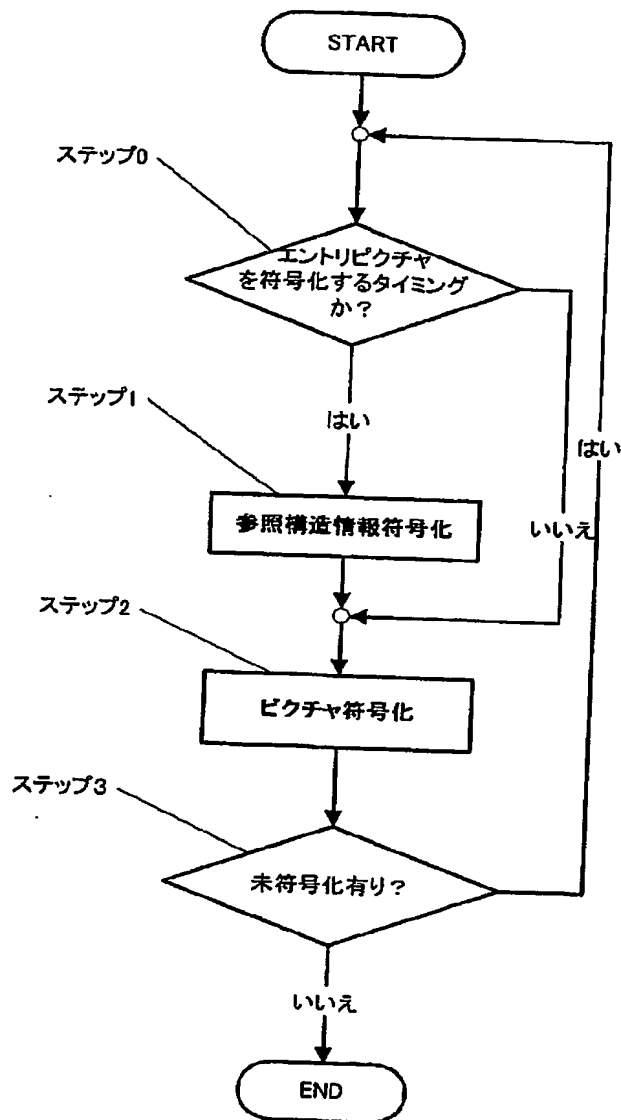 START
ステップ0
エントリピクチャ
を符号化するタイミング
か？
ステップ1
はい
はい
参照構造情報符号化
いいえ
ステップ2
ピクチャ符号化
ステップ3
未符号化有り？
いいえ
END